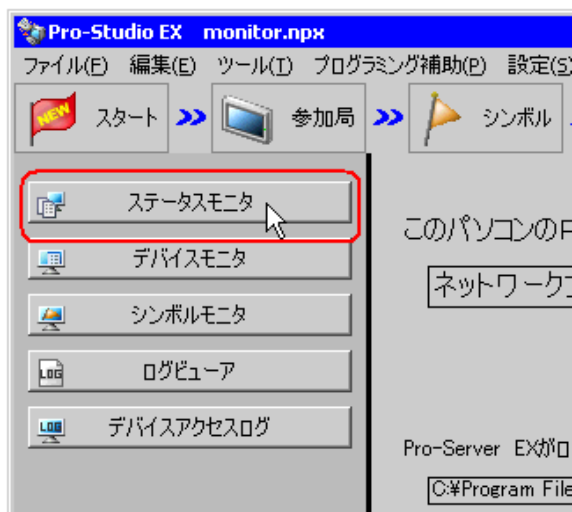 Pro-Studio EX monitor.npx
ファイル(F) 編集(E) ツール(T) プログラミング補助(P) 設定(S)
NEW スタート 参加局 シンボル
ステータスモニタ
このパソコンのP
デバイスモニタ
ネットワーク
シンボルモニタ
LOG ログビューア
LOG デバイスアクセスログ
Pro-Server EXがロ
C:¥Program File